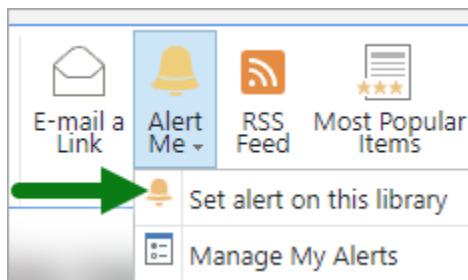 E-mail a
Link
Alert
Me
RSS
Feed
Most Popular
Items
Set alert on this library
Manage My Alerts